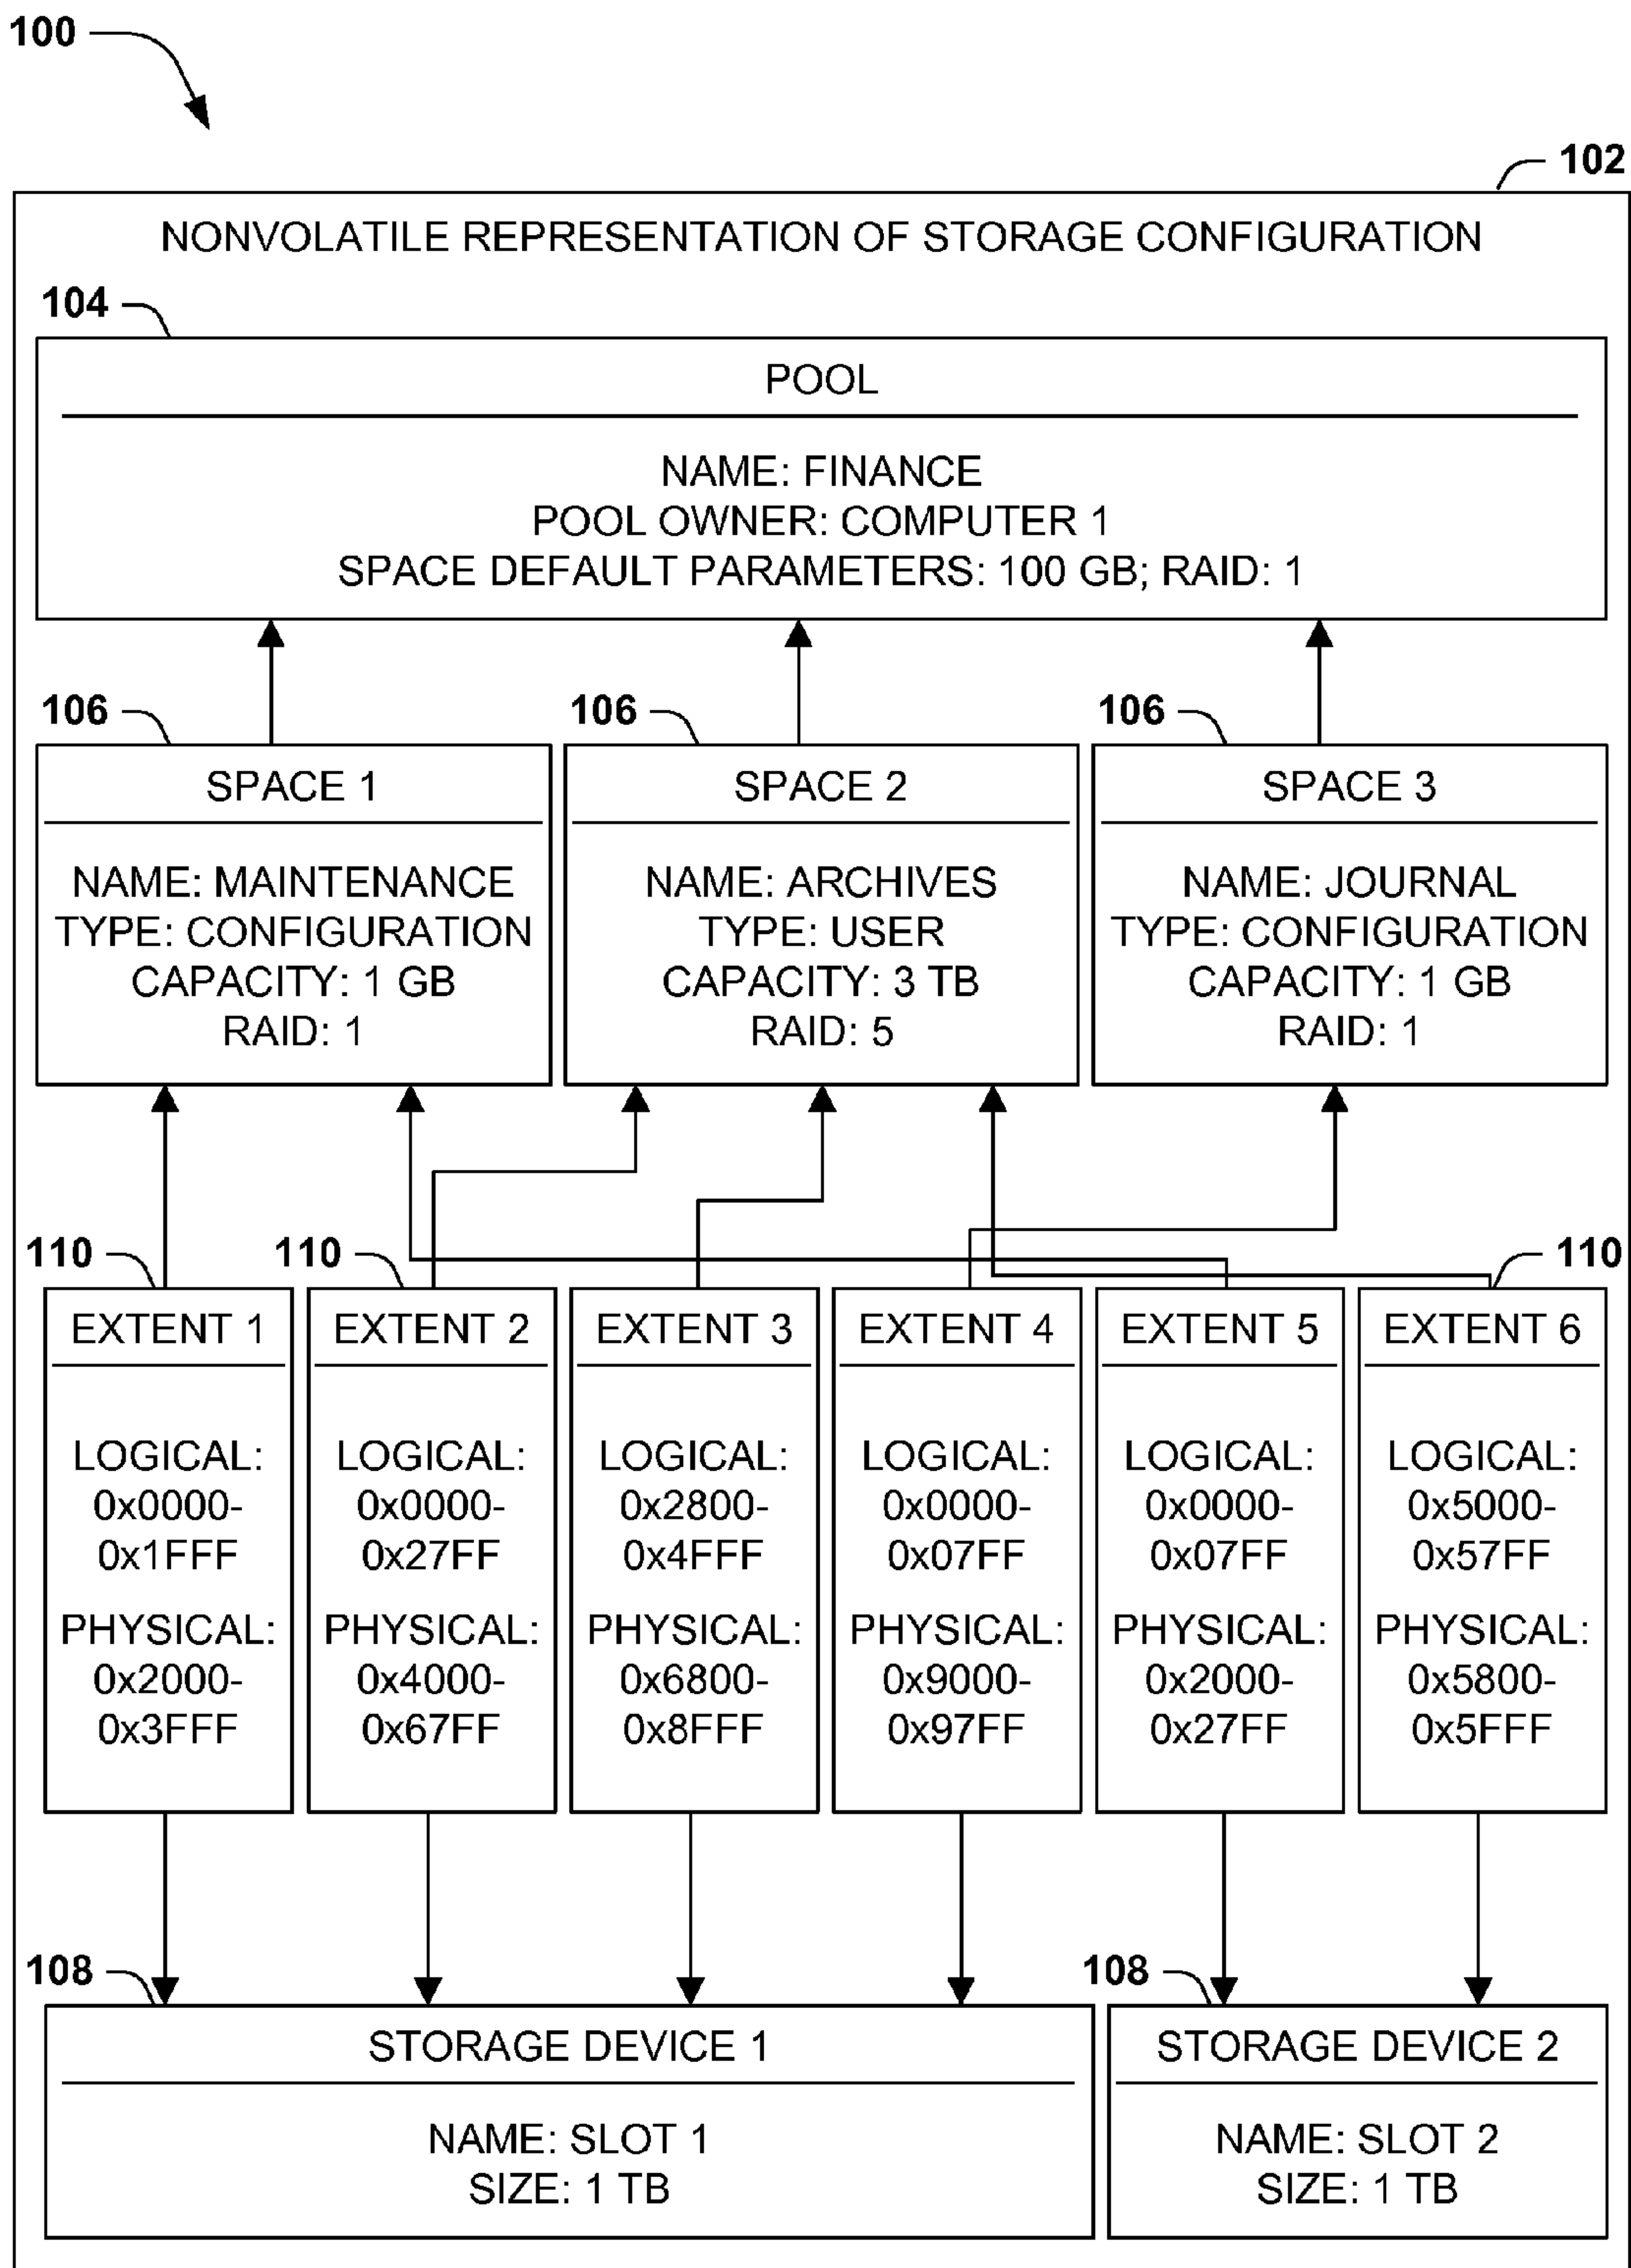 100
102
NONVOLATILE REPRESENTATION OF STORAGE CONFIGURATION
104
POOL
NAME: FINANCE
POOL OWNER: COMPUTER 1
SPACE DEFAULT PARAMETERS: 100 GB; RAID: 1
106
106
106
SPACE 1
NAME: MAINTENANCE
TYPE: CONFIGURATION
CAPACITY: 1 GB
RAID: 1
SPACE 2
NAME: ARCHIVES
TYPE: USER
CAPACITY: 3 TB
RAID: 5
SPACE 3
NAME: JOURNAL
TYPE: CONFIGURATION
CAPACITY: 1 GB
RAID: 1
110
110
110
EXTENT 1
LOGICAL:
0x0000-
0x1FFF
PHYSICAL:
0x2000-
0x3FFF
EXTENT 2
LOGICAL:
0x0000-
0x27FF
PHYSICAL:
0x4000-
0x67FF
EXTENT 3
LOGICAL:
0x2800-
0x4FFF
PHYSICAL:
0x6800-
0x8FFF
EXTENT 4
LOGICAL:
0x0000-
0x07FF
PHYSICAL:
0x9000-
0x97FF
EXTENT 5
LOGICAL:
0x0000-
0x07FF
PHYSICAL:
0x2000-
0x27FF
EXTENT 6
LOGICAL:
0x5000-
0x57FF
PHYSICAL:
0x5800-
0x5FFF
108
108
STORAGE DEVICE 1
NAME: SLOT 1
SIZE: 1 TB
STORAGE DEVICE 2
NAME: SLOT 2
SIZE: 1 TB